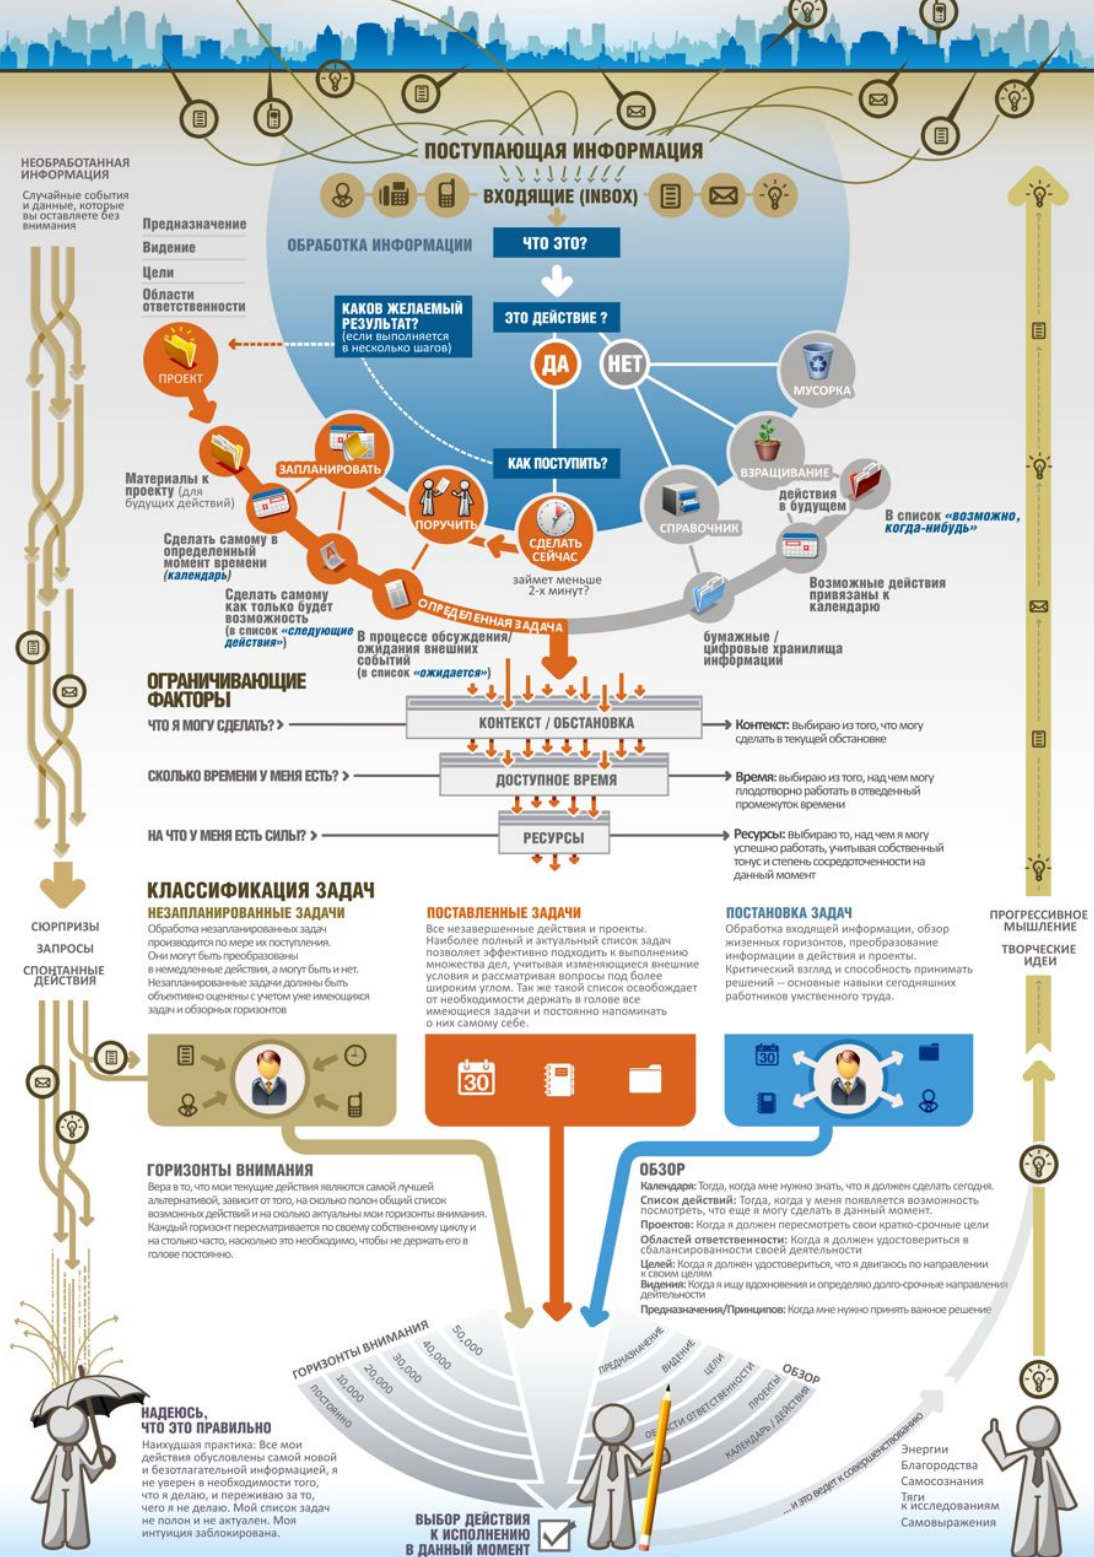 ПОСТУПАЮЩАЯ ИНФОРМАЦИЯ
ВХОДЯЩИЕ (INBOX)
НЕОБРАБОТАННАЯ
ИНФОРМАЦИЯ
Случайные события
и данные, которые
вы оставляете без
внимания
Предназначение
Видение
Цели
Области
ответственности
ОБРАБОТКА ИНФОРМАЦИИ
ЧТО ЭТО?
КАКОВ ЖЕЛАЕМЫЙ
РЕЗУЛЬТАТ?
(если выполняется
в несколько шагов)
ЭТО ДЕЙСТВИЕ ?
ДА
НЕТ
ПРОЕКТ
МУСОРКА
ЗАПЛАНИРОВАТЬ
КАК ПОСТУПИТЬ?
ВЗРАЩИВАНИЕ
действия
в будущем
Материалы к
проекту (для
будущих действий)
ПОРУЧИТЬ
СДЕЛАТЬ
СЕЙЧАС
займет меньше
2-х минут?
СПРАВОЧНИК
В список «возможно,
когда-нибудь»
Сделать самому в
определенный
момент времени
(календарь)
Сделать самому
как только будет
возможность
(в список «следующие
действия»)
В процессе обсуждения/
ожидания внешних
событий
(в список «ожидается»)
ОПРЕДЕЛЕННАЯ ЗАДАЧА
Возможные действия
привязаны к
календарю
бумажные /
цифровые хранилища
информации
ОГРАНИЧИВАЮЩИЕ
ФАКТОРЫ
ЧТО Я МОГУ СДЕЛАТЬ?
КОНТЕКСТ / ОБСТАНОВКА
Контекст: выбираю из того, что могу
сделать в текущей обстановке
СКОЛЬКО ВРЕМЕНИ У МЕНЯ ЕСТЬ?
ДОСТУПНОЕ ВРЕМЯ
Время: выбираю из того, над чем могу
плодотворно работать в отведенный
промежуток времени
НА ЧТО У МЕНЯ ЕСТЬ СИЛЫ?
РЕСУРСЫ
Ресурсы: выбираю то, над чем я могу
успешно работать, учитывая собственный
тонус и степень сосредоточенности на
данный момент
СЮРПРИЗЫ
ЗАПРОСЫ
СПОНТАННЫЕ
ДЕЙСТВИЯ
КЛАССИФИКАЦИЯ ЗАДАЧ
НЕЗАПЛАНИРОВАННЫЕ ЗАДАЧИ
Обработка незапланированных задач
производится по мере их поступления.
Они могут быть преобразованы
в немедленные действия, а могут быть и нет.
Незапланированные задачи должны быть
объективно оценены с учетом уже имеющихся
задач и обзорных горизонтов
ПОСТАВЛЕННЫЕ ЗАДАЧИ
Все незавершенные действия и проекты.
Наиболее полный и актуальный список задач
позволяет эффективно подходить к выполнению
множества дел, учитывая изменяющиеся внешние
условия и рассматривая вопросы под более
широким углом. Так же такой список освобождает
от необходимости держать в голове все
имеющиеся задачи и постоянно напоминать
о них самому себе.
ПОСТАНОВКА ЗАДАЧ
Обработка входящей информации, обзор
жизенных горизонтов, преобразование
информации в действия и проекты.
Критический взгляд и способность принимать
решений -- основные навыки сегодняшних
работников умственного труда.
ПРОГРЕССИВНОЕ
МЫШЛЕНИЕ
ТВОРЧЕСКИЕ
ИДЕИ
30
30
ГОРИЗОНТЫ ВНИМАНИЯ
Вера в то, что мои текущие действия являются самой лучшей
альтернативой, зависит от того, на сколько полон общий список
возможных действий и на сколько актуальны мои горизонты внимания.
Каждый горизонт пересматривается по своему собственному циклу и
на столько часто, насколько это необходимо, чтобы не держать его в
голове постоянно.
ОБЗОР
Календаря: Тогда, когда мне нужно знать, что я должен сделать сегодня.
Список действий: Тогда, когда у меня появляется возможность
посмотреть, что еще я могу сделать в данный момент.
Проектов: Когда я должен пересмотреть свои кратко-срочные цели
Областей ответственности: Когда я должен удостовериться в
сбалансированности своей деятельности
Целей: Когда я должен удостовериться, что я двигаюсь по направлении
к своим целям
Видения: Когда я ищу вдохновения и определяю долго-срочные направления
деительности
Предназначения/Принципов: Когда мне нужно принять важное решение
ГОРИЗОНТЫ ВНИМАНИЯ
50,000
40,000
30,000
20,000
10,000
ПОСТОЯННО
ПРЕДНАЗНАЧЕНИЕ
ВИДЕНИЕ
ЦЕЛИ
ОБЛАСТИ ОТВЕТСТВЕННОСТИ
ПРОЕКТЫ
КАЛЕНДАРЬ / ДЕЙСТВИЯ
ОБЗОР
НАДЕЮСЬ,
ЧТО ЭТО ПРАВИЛЬНО
Наихудшая практика: Все мои
действия обусловлены самой новой
и безотлагательной информацией, я
не уверен в необходимости того,
что я делаю, и переживаю за то,
чего я не делаю. Мой список задач
не полон и не актуален. Моя
интуиция заблокирована.
ВЫБОР ДЕЙСТВИЯ
К ИСПОЛНЕНИЮ
В ДАННЫЙ МОМЕНТ
... и это ведет к совершенствованию
Энергии
Благородства
Самосознания
Тяги
к исследованиям
Самовыражения